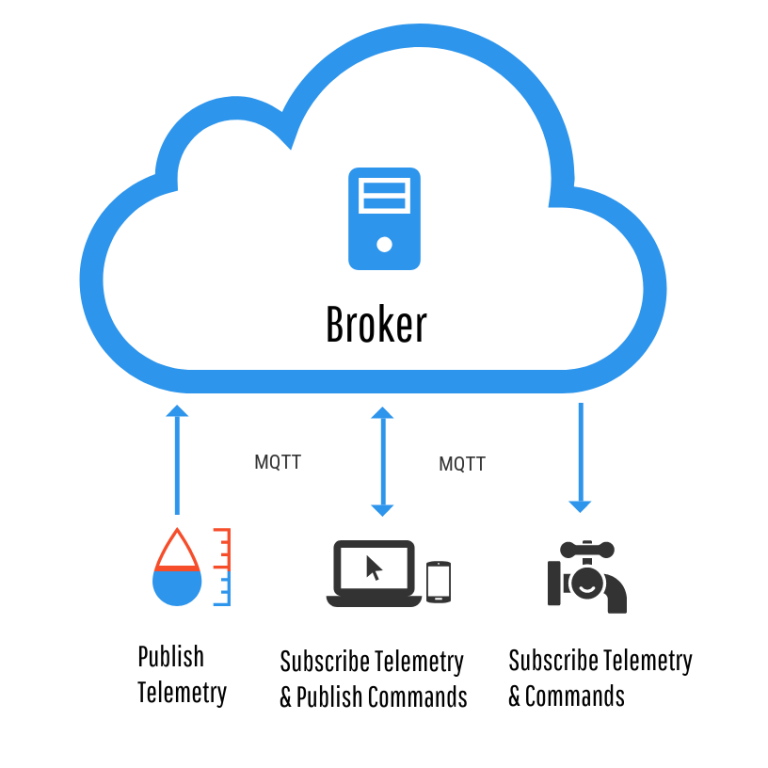 Broker
MQTT
MQTT
Publish
Telemetry
Subscribe Telemetry
& Publish Commands
Subscribe Telemetry
& Commands